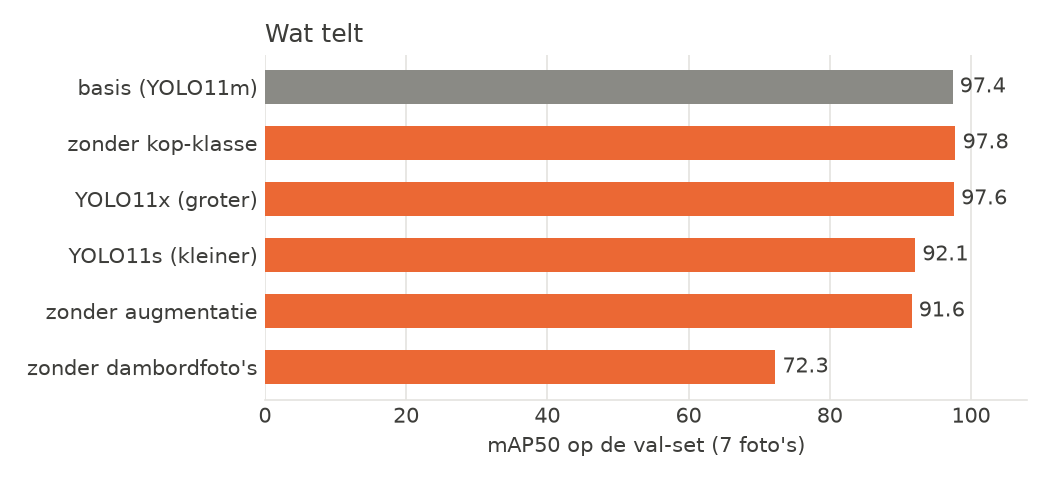 Wat telt
basis (YOLO11m) 97.4
zonder kop-klasse 97.8
YOLO11x (groter) 97.6
YOLO11s (kleiner) 92.1
zonder augmentatie 91.6
zonder dambordfoto's 72.3
0 20 40 60 80 100
mAP50 op de val-set (7 foto's)